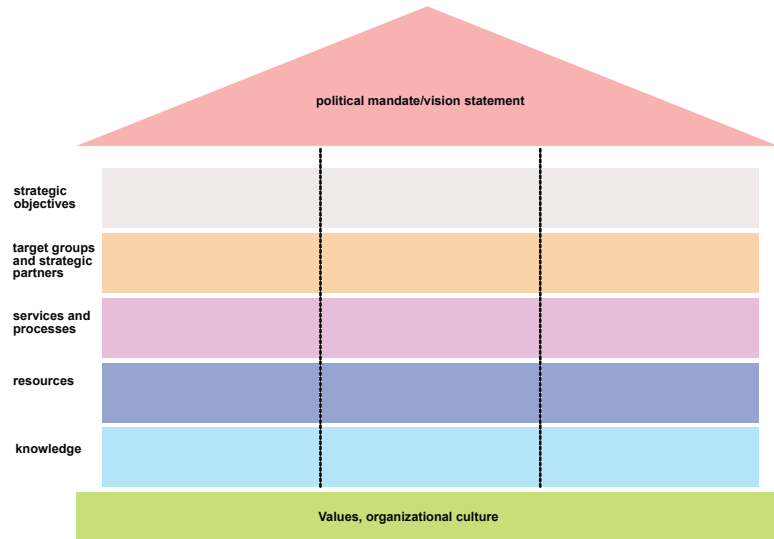 political mandate/vision statement
strategic
objectives
target groups
and strategic
partners
services and
processes
resources
knowledge
Values, organizational culture